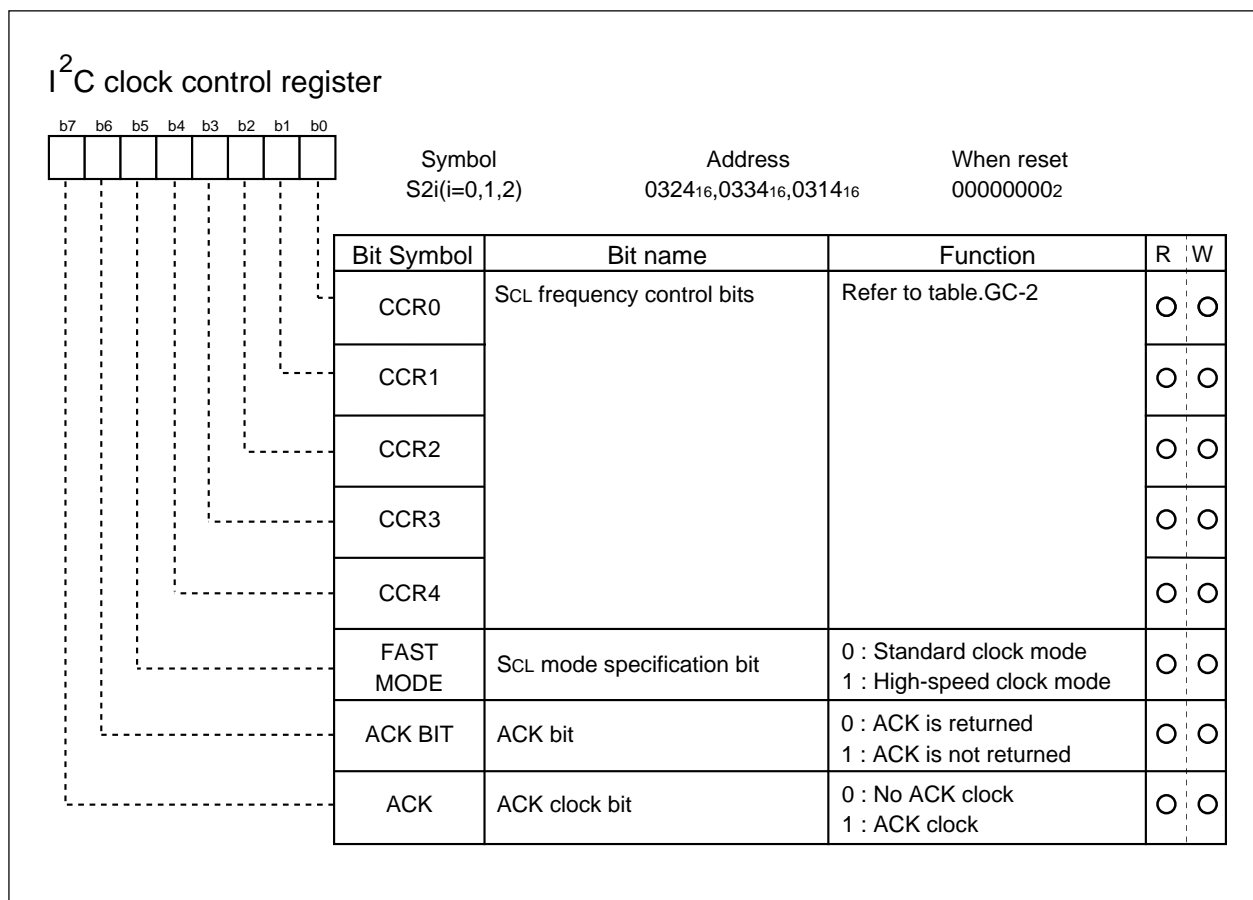 I²C clock control register
b7 b6 b5 b4 b3 b2 b1 b0
Symbol Address When reset
S2i(i=0,1,2) 0324₁₆,0334₁₆,0314₁₆ 00000000₂
Bit Symbol Bit name Function R W
CCR0 SCL frequency control bits Refer to table.GC-2
CCR1
CCR2
CCR3
CCR4
FAST MODE SCL mode specification bit 0 : Standard clock mode
1 : High-speed clock mode
ACK BIT ACK bit 0 : ACK is returned
1 : ACK is not returned
ACK ACK clock bit 0 : No ACK clock
1 : ACK clock